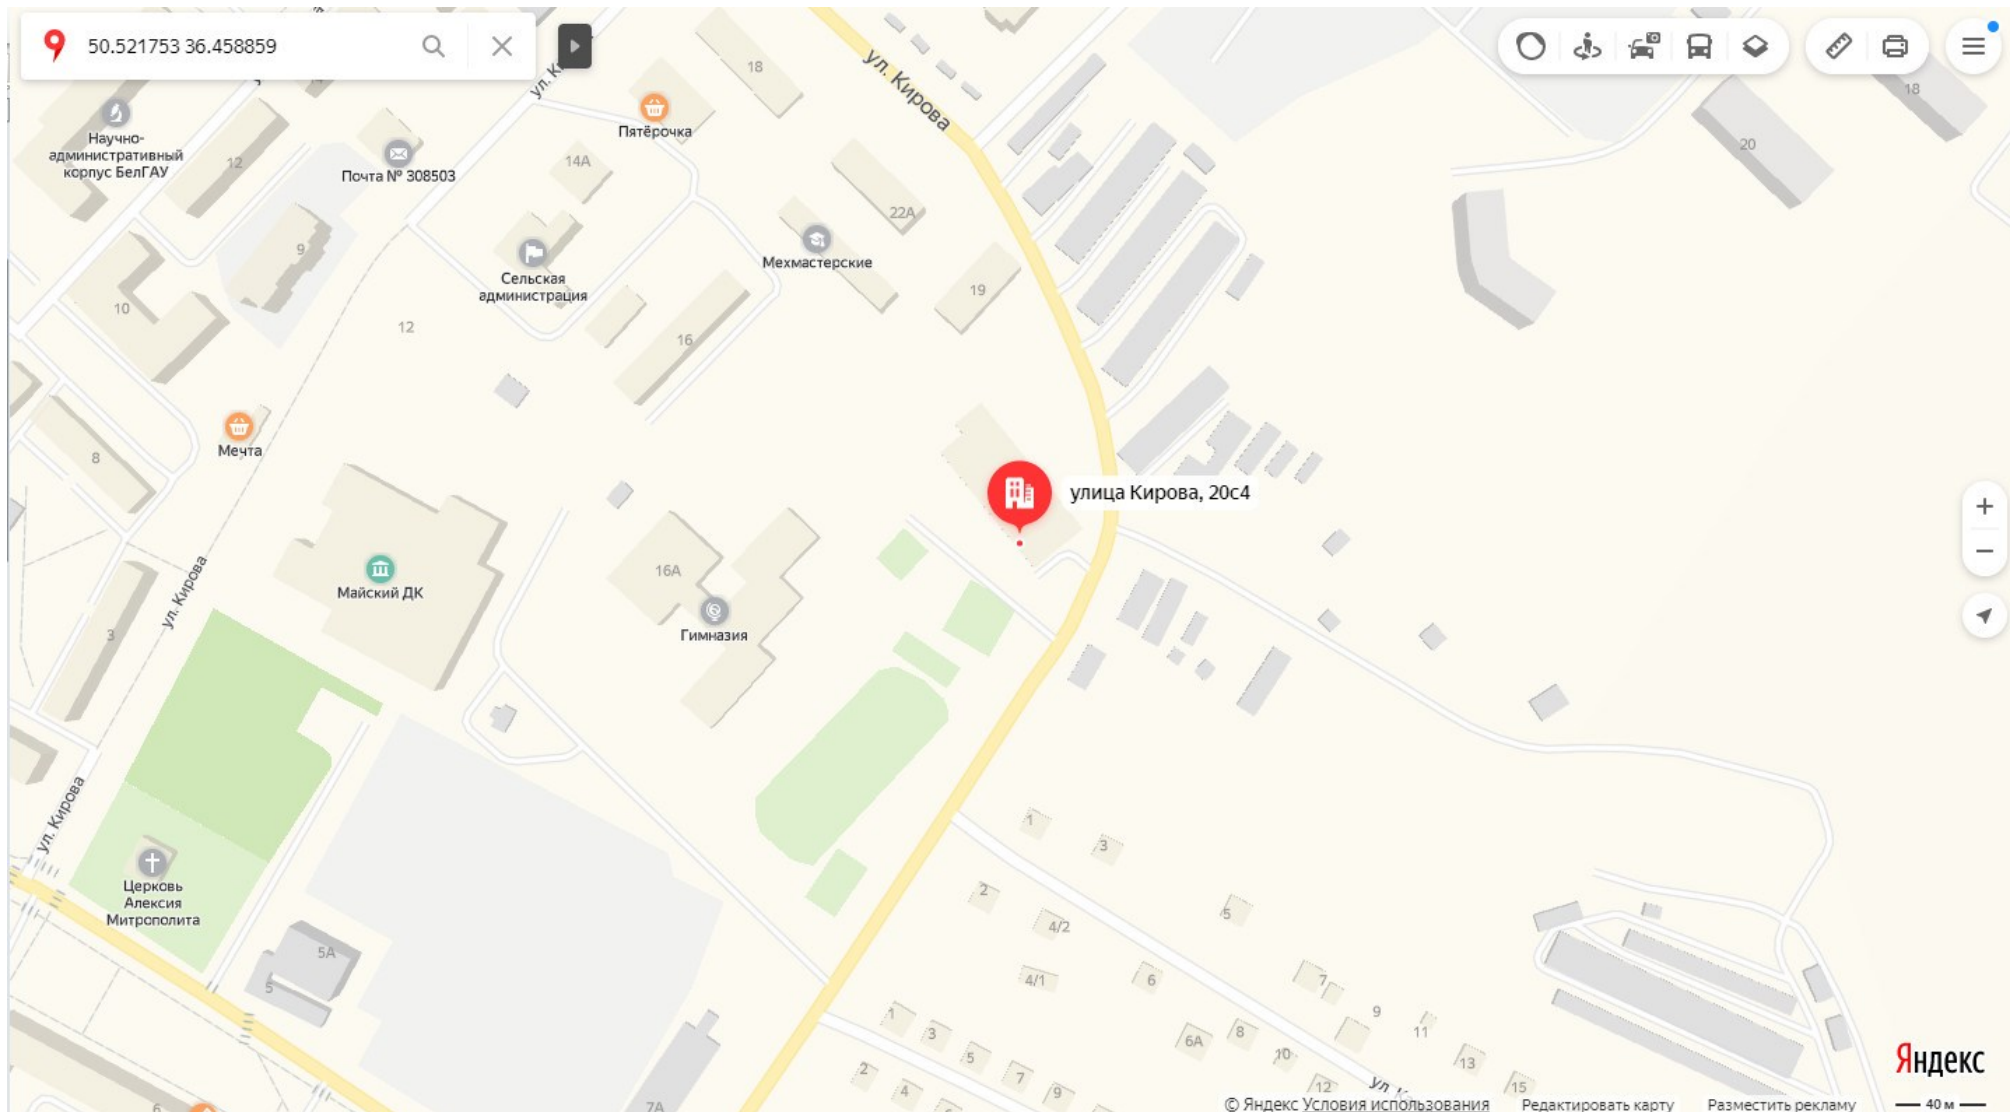 50.521753 36.458859
ул. К
ул. Кирова
18
18
20
Пятёрочка
Научно-
административный
корпус БелГАУ
12
Почта № 308503
14А
22А
9
Мехмастерские
Сельская
администрация
19
10
12
16
Мечта
8
улица Кирова, 20с4
16А
Майский ДК
Гимназия
ул. Кирова
3
ул. Кирова
1
3
Церковь
Алексия
Митрополита
2
4/2
5
5А
5
4/1
6
7
9
11
1
3
5
7
9
2
4
6А
8
10
12
13
15
7А
6
Яндекс
© Яндекс Условия использования
Редактировать карту
Разместить рекламу
40 м